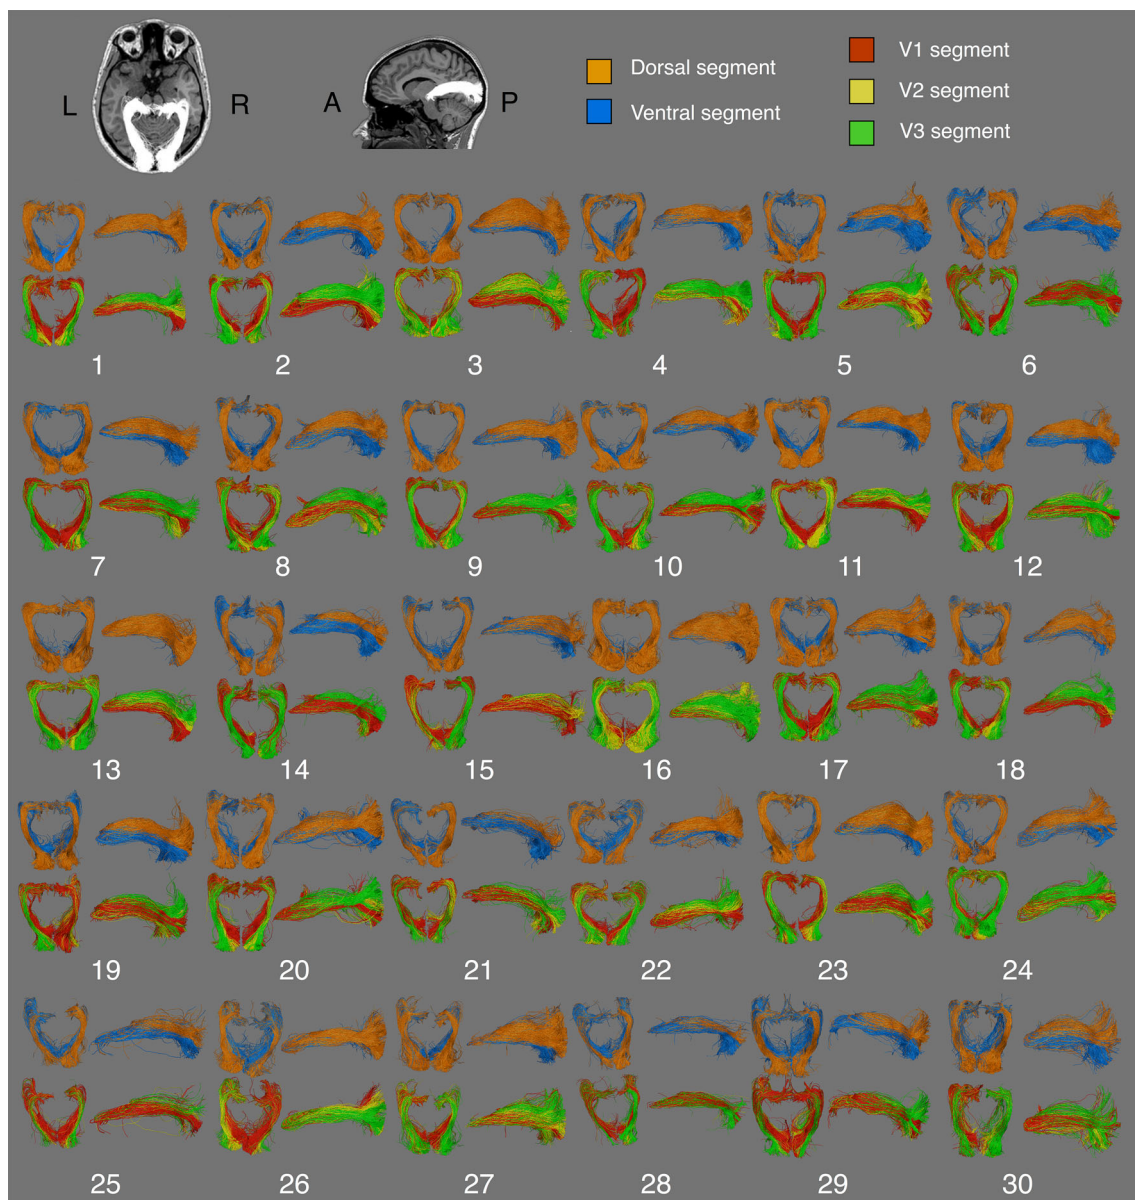 L R A P
Dorsal segment
Ventral segment
V1 segment
V2 segment
V3 segment
1 2 3 4 5 6
7 8 9 10 11 12
13 14 15 16 17 18
19 20 21 22 23 24
25 26 27 28 29 30